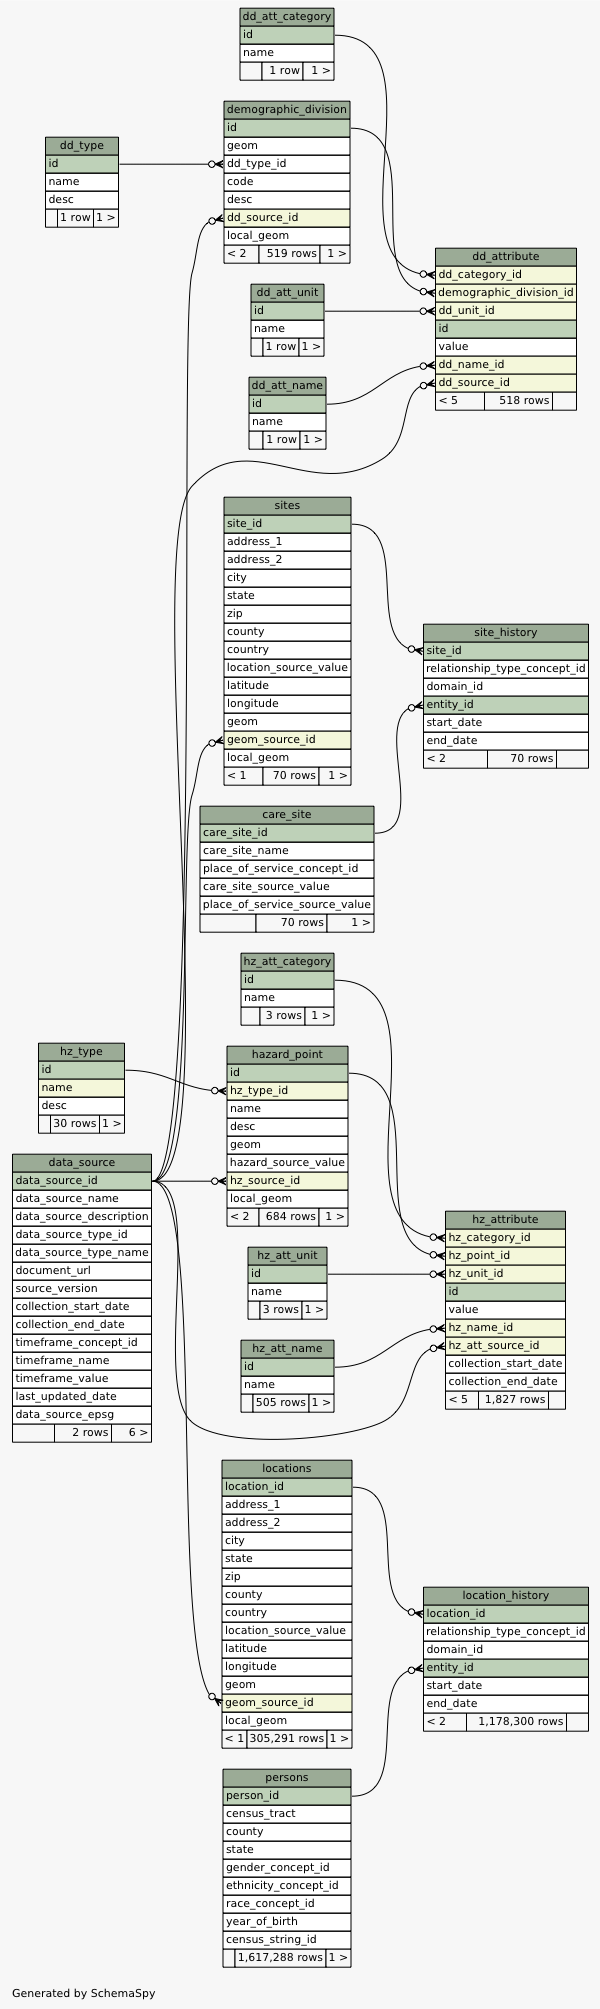 dd_att_category
id
name
1 row 1 >
demographic_division
id
geom
dd_type_id
code
desc
dd_source_id
local_geom
< 2 519 rows 1 >
dd_type
id
name
desc
1 row 1 >
dd_attribute
dd_category_id
demographic_division_id
dd_unit_id
id
value
dd_name_id
dd_source_id
< 5 518 rows
dd_att_unit
id
name
1 row 1 >
dd_att_name
id
name
1 row 1 >
sites
site_id
address_1
address_2
city
state
zip
county
country
location_source_value
latitude
longitude
geom
geom_source_id
local_geom
< 1 70 rows 1 >
site_history
site_id
relationship_type_concept_id
domain_id
entity_id
start_date
end_date
< 2 70 rows
care_site
care_site_id
care_site_name
place_of_service_concept_id
care_site_source_value
place_of_service_source_value
70 rows 1 >
hz_att_category
id
name
3 rows 1 >
hz_type
id
name
desc
30 rows 1 >
hazard_point
id
hz_type_id
name
desc
geom
hazard_source_value
hz_source_id
local_geom
< 2 684 rows 1 >
data_source
data_source_id
data_source_name
data_source_description
data_source_type_id
data_source_type_name
document_url
source_version
collection_start_date
collection_end_date
timeframe_concept_id
timeframe_name
timeframe_value
last_updated_date
data_source_epsg
2 rows 6 >
hz_attribute
hz_category_id
hz_point_id
hz_unit_id
id
value
hz_name_id
hz_att_source_id
collection_start_date
collection_end_date
< 5 1,827 rows
hz_att_unit
id
name
3 rows 1 >
hz_att_name
id
name
505 rows 1 >
locations
location_id
address_1
address_2
city
state
zip
county
country
location_source_value
latitude
longitude
geom
geom_source_id
local_geom
< 1 305,291 rows 1 >
location_history
location_id
relationship_type_concept_id
domain_id
entity_id
start_date
end_date
< 2 1,178,300 rows
persons
person_id
census_tract
county
state
gender_concept_id
ethnicity_concept_id
race_concept_id
year_of_birth
census_string_id
1,617,288 rows 1 >
Generated by SchemaSpy